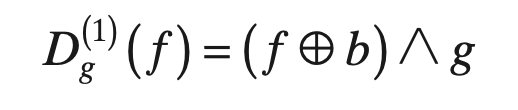 D_g^{(1)}(f) = (f ⊕ b) ∧ g